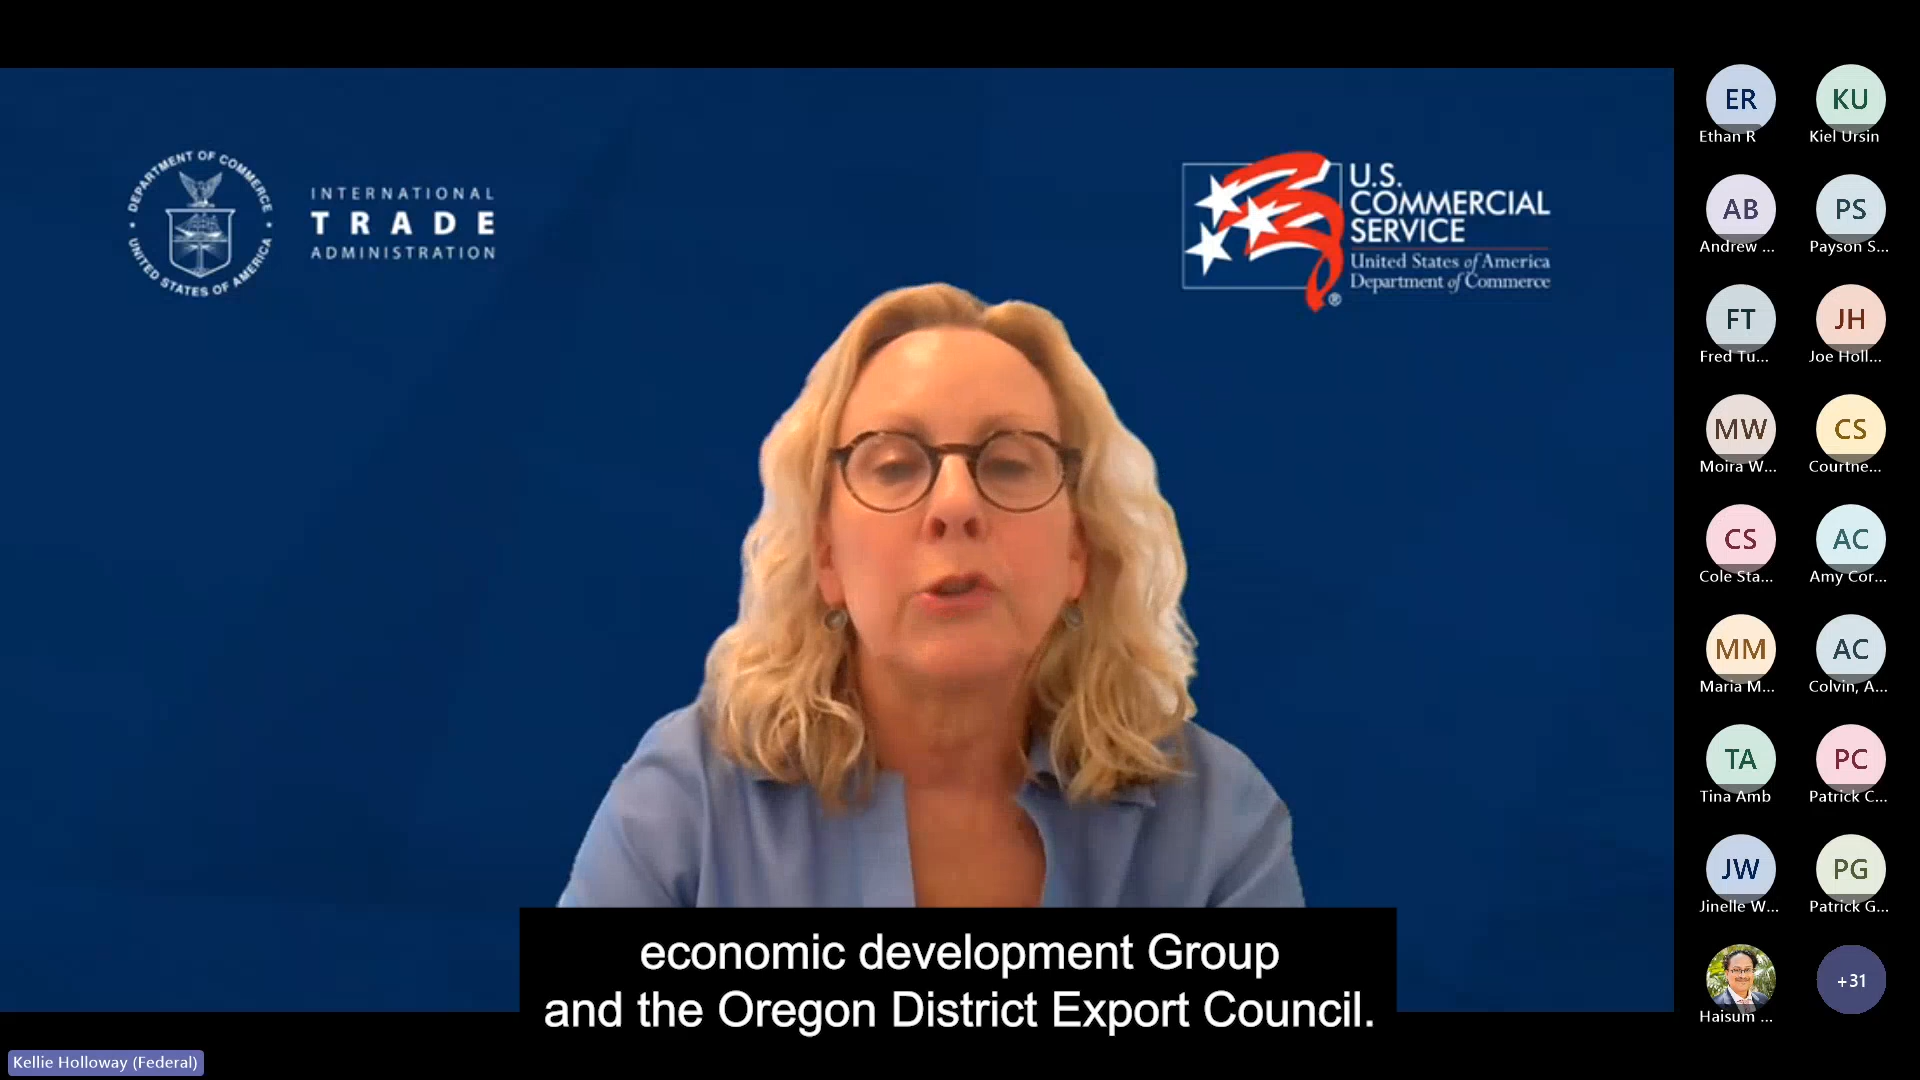 DEPARTMENT OF COMMERCE
UNITED STATES OF AMERICA
INTERNATIONAL
TRADE
ADMINISTRATION
U.S.
COMMERCIAL
SERVICE
United States of America
Department of Commerce
®
ER
Ethan R
KU
Kiel Ursin
AB
Andrew ...
PS
Payson S...
FT
Fred Tu...
JH
Joe Holl...
MW
Moira W...
CS
Courtne...
CS
Cole Sta...
AC
Amy Cor...
MM
Maria M...
AC
Colvin, A...
TA
Tina Amb
PC
Patrick C...
JW
Jinelle W...
PG
Patrick G...
Haisum ...
+31
economic development Group
and the Oregon District Export Council.
Kellie Holloway (Federal)